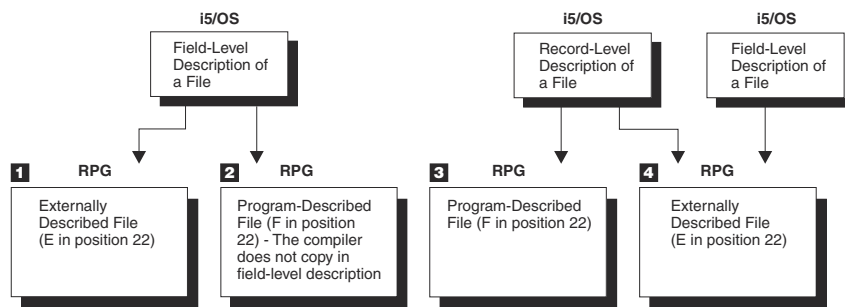 i5/OS
i5/OS
i5/OS
Field-Level
Description of
a File
Record-Level
Description of
a File
Field-Level
Description of
a File
1 RPG
2 RPG
3 RPG
4 RPG
Externally
Described File
(E in position 22)
Program-Described
File (F in position
22) - The compiler
does not copy in
field-level description
Program-Described
File (F in position 22)
Externally
Described File
(E in position 22)